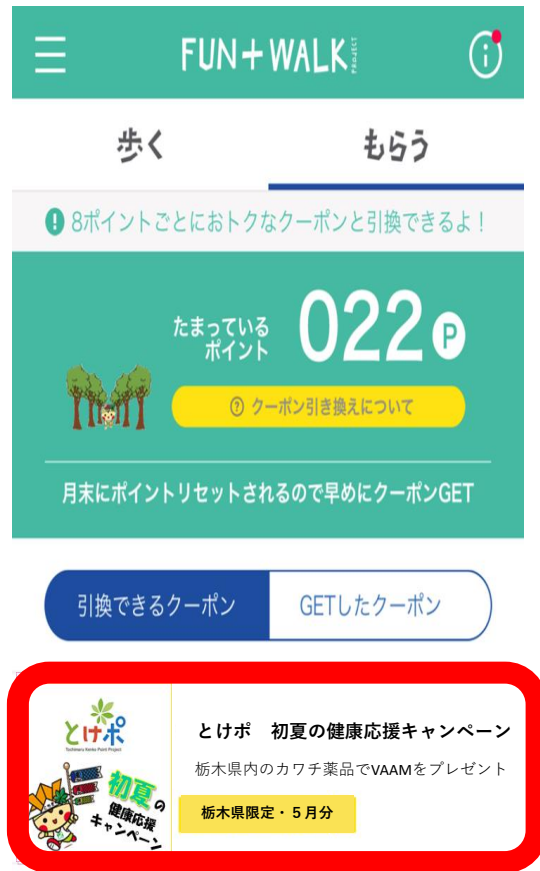 FUN+WALK PROJECT
歩く
もらう
8ポイントごとにおトクなクーポンと引換できるよ！
たまっている
ポイント
022P
クーポン引き換えについて
月末にポイントリセットされるので早めにクーポンGET
引換できるクーポン
GETしたクーポン
とけポ
初夏の
健康応援
キャンペーン
とけポ　初夏の健康応援キャンペーン
栃木県内のカワチ薬品でVAAMをプレゼント
栃木県限定・５月分